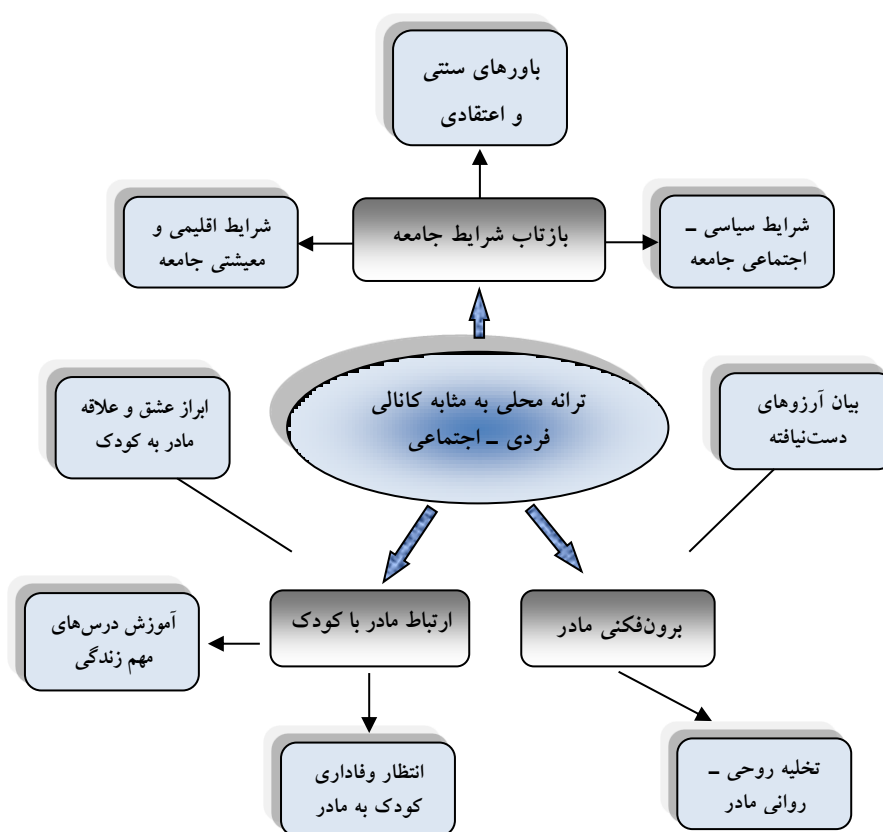 باورهای سنتی
و اعتقادی
شرایط سیاسی ـ
اجتماعی جامعه
بازتاب شرایط جامعه
شرایط اقلیمی و
معیشتی جامعه
بیان آرزوهای
دست‌نیافته
ترانه محلی به مثابه کانالی
فردی ـ اجتماعی
ابراز عشق و علاقه
مادر به کودک
برون‌فکنی مادر
ارتباط مادر با کودک
آموزش درس‌های
مهم زندگی
تخلیه روحی ـ
روانی مادر
انتظار وفاداری
کودک به مادر